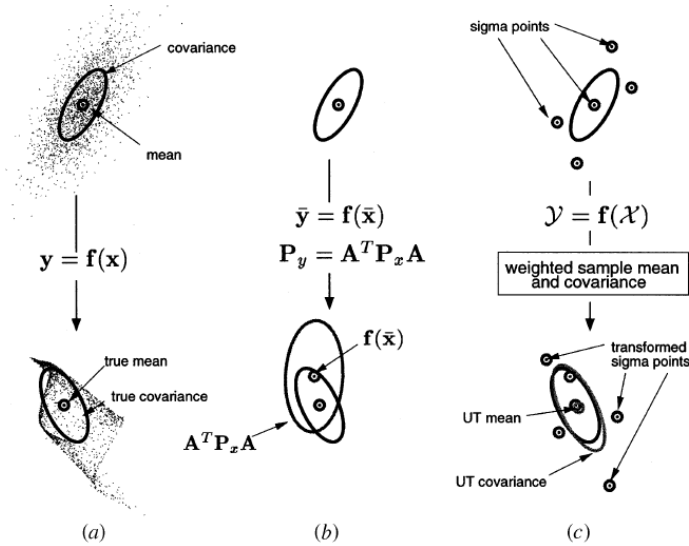 covariance
mean
y = f(x)
true mean
true covariance
(a)
ȳ = f(x̄)
P_y = A^T P_x A
f(x̄)
A^T P_x A
(b)
sigma points
𝒴 = f(𝒳)
weighted sample mean
and covariance
transformed
sigma points
UT mean
UT covariance
(c)